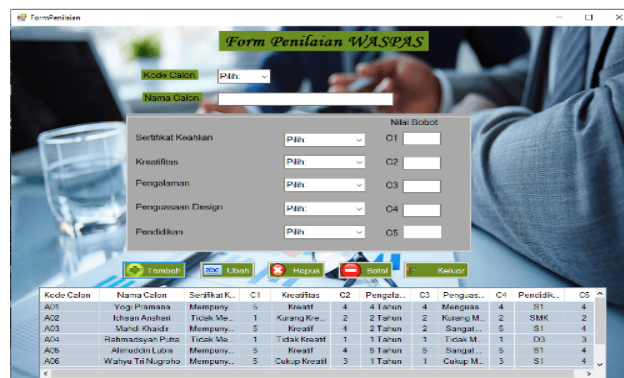 FormPenilaian
Form Penilaian WASPAS
Kode Calon Pilih:
Nama Calon
Nilai Bobot
Sertifikat Keahlian Pilih C1
Kreatifitas Pilih: C2
Pengalaman Pilih: C3
Penguasaan Design Pilih: C4
Pendidikan Pilih C5
Tambah abc Ubah Hapus Batal Keluar
Kode Calon Nama Calon Sertifikat K... C1 Kreatifitas C2 Pengala... C3 Penguas... C4 Pendidik... C5
A01 Yogi Pramana Mempuny... 5 Kreatif 4 4 Tahun 4 Menguas... 4 S1 4
A02 Ichsan Anshari Tidak Me... 1 Kurang Kre... 2 2 Tahun 2 Kurang M... 2 SMK 2
A03 Mahdi Khaidir Mempuny... 5 Kreatif 4 2 Tahun 2 Sangat ... 5 S1 4
A04 Rahmadsyah Putra Tidak Me... 1 Tidak Kreatif 1 1 Tahun 1 Tidak M... 1 D3 3
A05 Alimuddin Lubis Mempuny... 5 Kreatif 4 5 Tahun 5 Sangat ... 5 S1 4
A06 Wahyu Tri Nugroho Mempuny... 5 Cukup Kreatif 3 1 Tahun 1 Cukup M... 3 S1 4